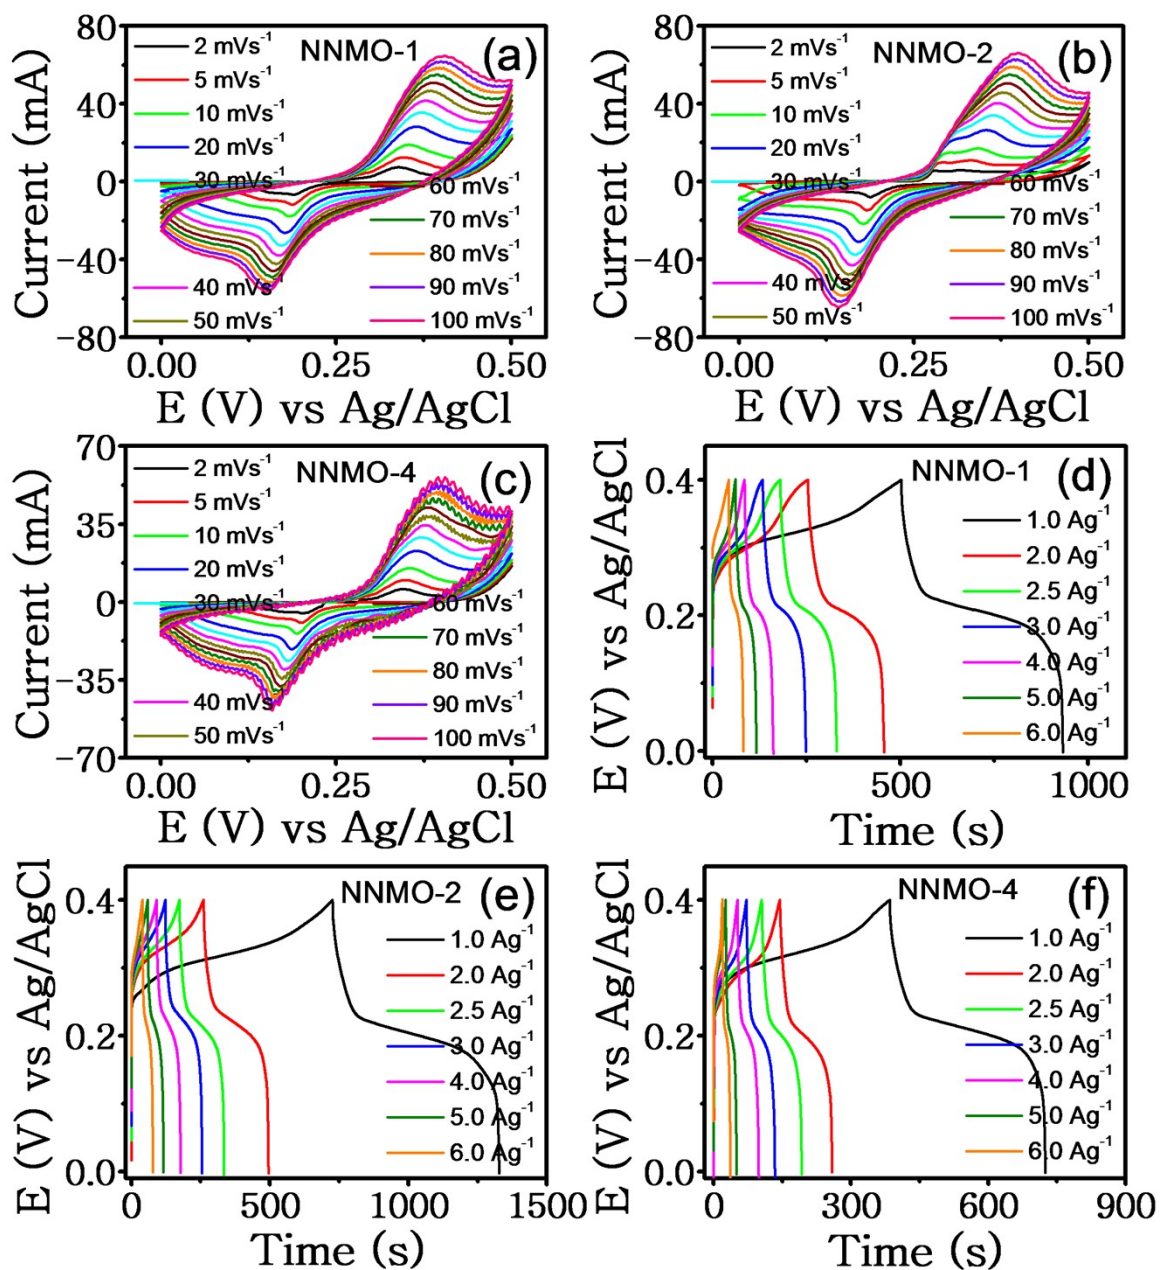 NNMO-1 (a)
Current (mA)
80
40
0
−40
−80
2 mVs⁻¹
5 mVs⁻¹
10 mVs⁻¹
20 mVs⁻¹
30 mVs⁻¹
40 mVs⁻¹
50 mVs⁻¹
60 mVs⁻¹
70 mVs⁻¹
80 mVs⁻¹
90 mVs⁻¹
100 mVs⁻¹
0.00 0.25 0.50
E (V) vs Ag/AgCl
NNMO-2 (b)
Current (mA)
80
40
0
−40
−80
2 mVs⁻¹
5 mVs⁻¹
10 mVs⁻¹
20 mVs⁻¹
30 mVs⁻¹
40 mVs⁻¹
50 mVs⁻¹
60 mVs⁻¹
70 mVs⁻¹
80 mVs⁻¹
90 mVs⁻¹
100 mVs⁻¹
0.00 0.25 0.50
E (V) vs Ag/AgCl
NNMO-4 (c)
Current (mA)
70
35
0
−35
−70
2 mVs⁻¹
5 mVs⁻¹
10 mVs⁻¹
20 mVs⁻¹
30 mVs⁻¹
40 mVs⁻¹
50 mVs⁻¹
60 mVs⁻¹
70 mVs⁻¹
80 mVs⁻¹
90 mVs⁻¹
100 mVs⁻¹
0.00 0.25 0.50
E (V) vs Ag/AgCl
NNMO-1 (d)
E (V) vs Ag/AgCl
0.4
0.2
0.0
1.0 Ag⁻¹
2.0 Ag⁻¹
2.5 Ag⁻¹
3.0 Ag⁻¹
4.0 Ag⁻¹
5.0 Ag⁻¹
6.0 Ag⁻¹
0 500 1000
Time (s)
NNMO-2 (e)
E (V) vs Ag/AgCl
0.4
0.2
0.0
1.0 Ag⁻¹
2.0 Ag⁻¹
2.5 Ag⁻¹
3.0 Ag⁻¹
4.0 Ag⁻¹
5.0 Ag⁻¹
6.0 Ag⁻¹
0 500 1000 1500
Time (s)
NNMO-4 (f)
E (V) vs Ag/AgCl
0.4
0.2
0.0
1.0 Ag⁻¹
2.0 Ag⁻¹
2.5 Ag⁻¹
3.0 Ag⁻¹
4.0 Ag⁻¹
5.0 Ag⁻¹
6.0 Ag⁻¹
0 300 600 900
Time (s)